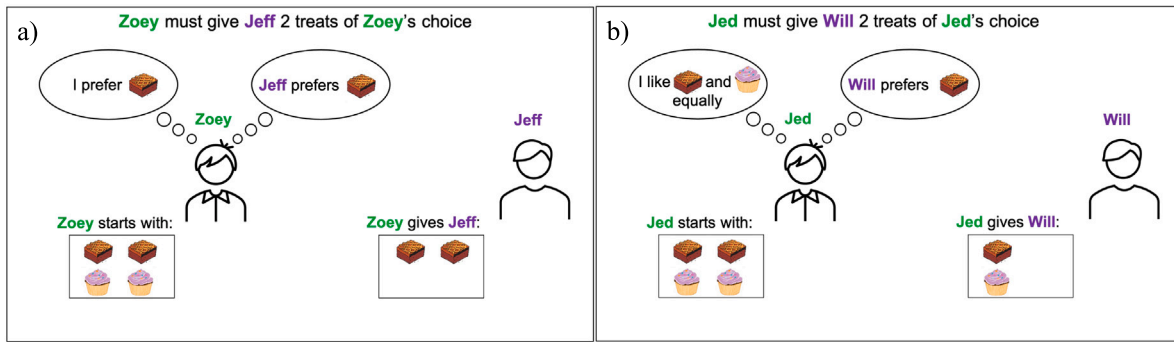 a)
Zoey must give Jeff 2 treats of Zoey's choice
I prefer
Jeff prefers
Zoey
Jeff
Zoey starts with:
Zoey gives Jeff:
b)
Jed must give Will 2 treats of Jed's choice
I like and
equally
Will prefers
Jed
Will
Jed starts with:
Jed gives Will: